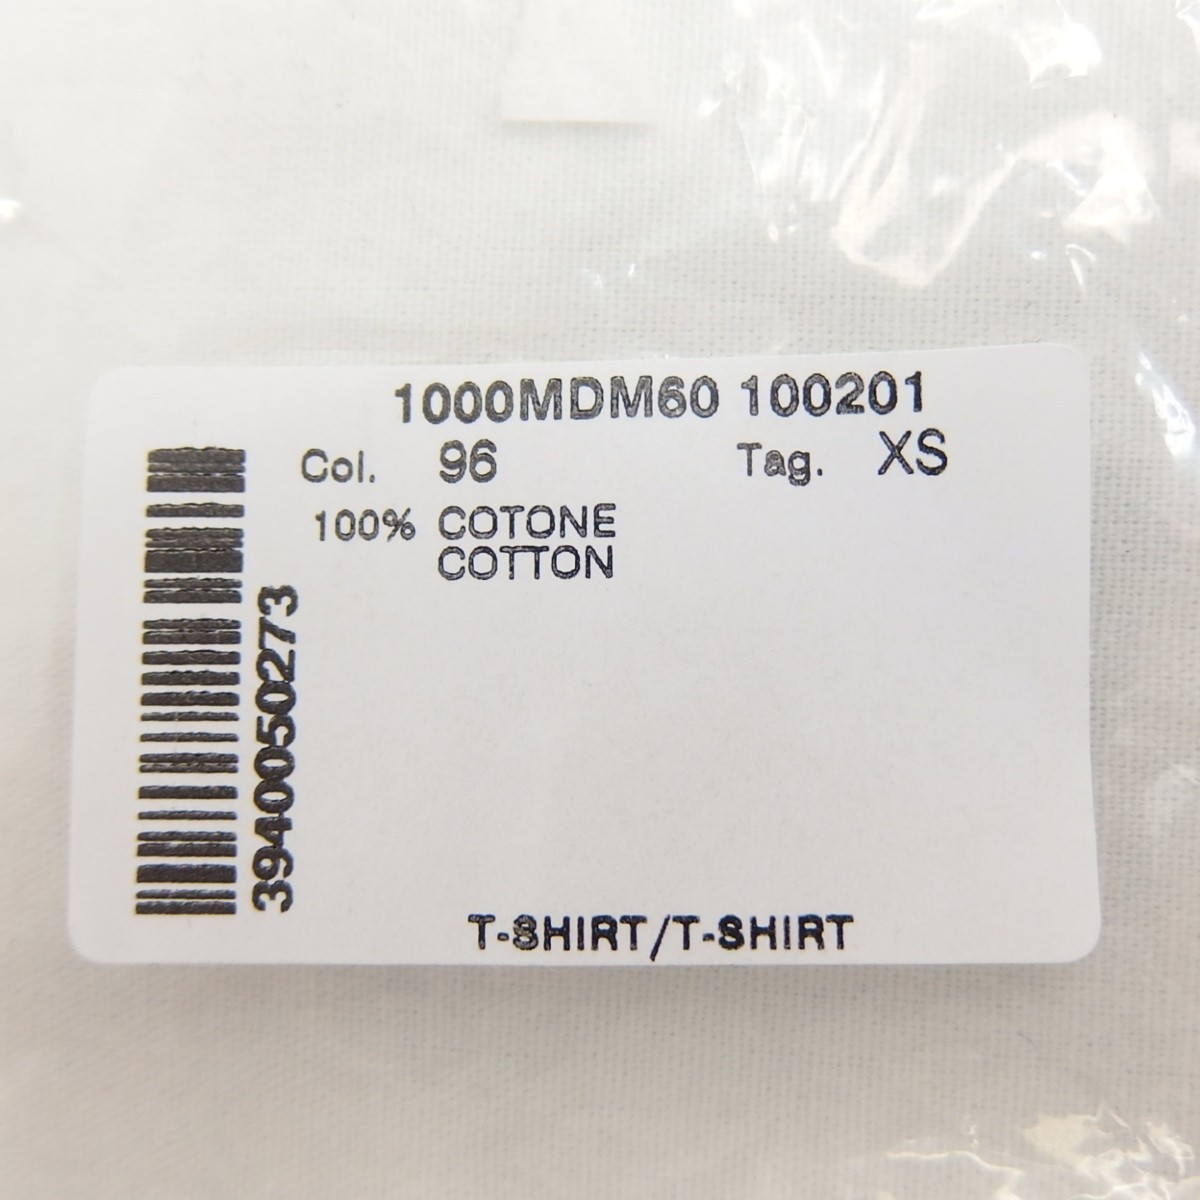 1000MDM60 100201
Col. 96 Tag. XS
100% COTONE
COTTON
3940050273
T-SHIRT/T-SHIRT